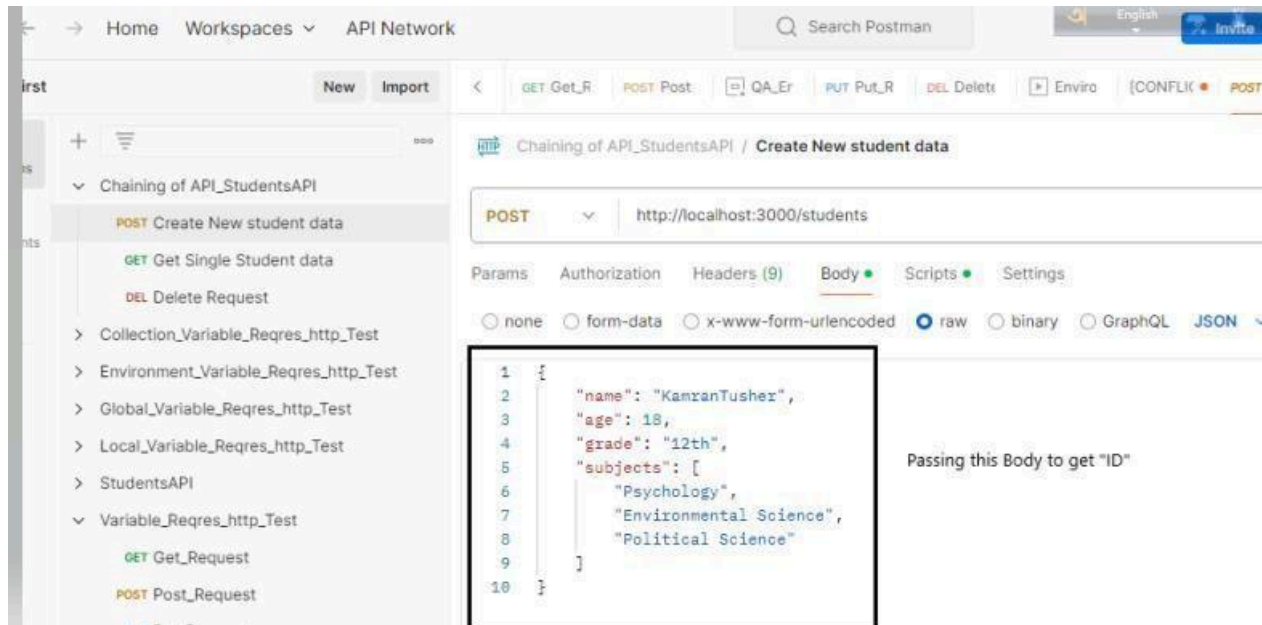 Home Workspaces API Network Search Postman English Invite
irst New Import GET Get_R POST Post QA_Er PUT Put_R DEL Delete Enviro [CONFLIC POST
Chaining of API_StudentsAPI / Create New student data
Chaining of API_StudentsAPI
POST Create New student data
GET Get Single Student data
DEL Delete Request
Collection_Variable_Reqres_http_Test
Environment_Variable_Reqres_http_Test
Global_Variable_Reqres_http_Test
Local_Variable_Reqres_http_Test
StudentsAPI
Variable_Reqres_http_Test
GET Get_Request
POST Post_Request
POST http://localhost:3000/students
Params Authorization Headers (9) Body Scripts Settings
none form-data x-www-form-urlencoded raw binary GraphQL JSON
1 {
2 "name": "KamranTusher",
3 "age": 18,
4 "grade": "12th",
5 "subjects": [
6 "Psychology",
7 "Environmental Science",
8 "Political Science"
9 ]
10 }
Passing this Body to get "ID"